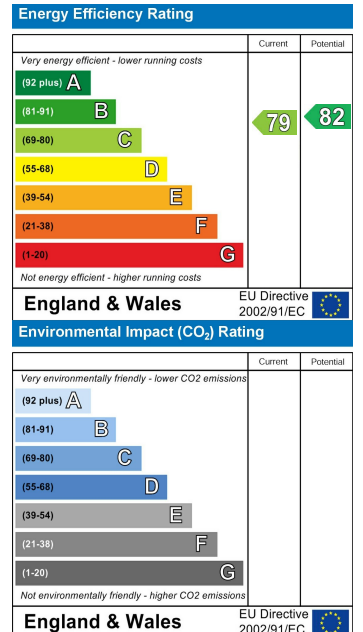 Energy Efficiency Rating
Current Potential
Very energy efficient - lower running costs
(92 plus) A
(81-91) B
(69-80) C
(55-68) D
(39-54) E
(21-38) F
(1-20) G
79 82
Not energy efficient - higher running costs
England & Wales
EU Directive
2002/91/EC
Environmental Impact (CO₂) Rating
Current Potential
Very environmentally friendly - lower CO2 emissions
(92 plus) A
(81-91) B
(69-80) C
(55-68) D
(39-54) E
(21-38) F
(1-20) G
Not environmentally friendly - higher CO2 emissions
England & Wales
EU Directive
2002/91/EC